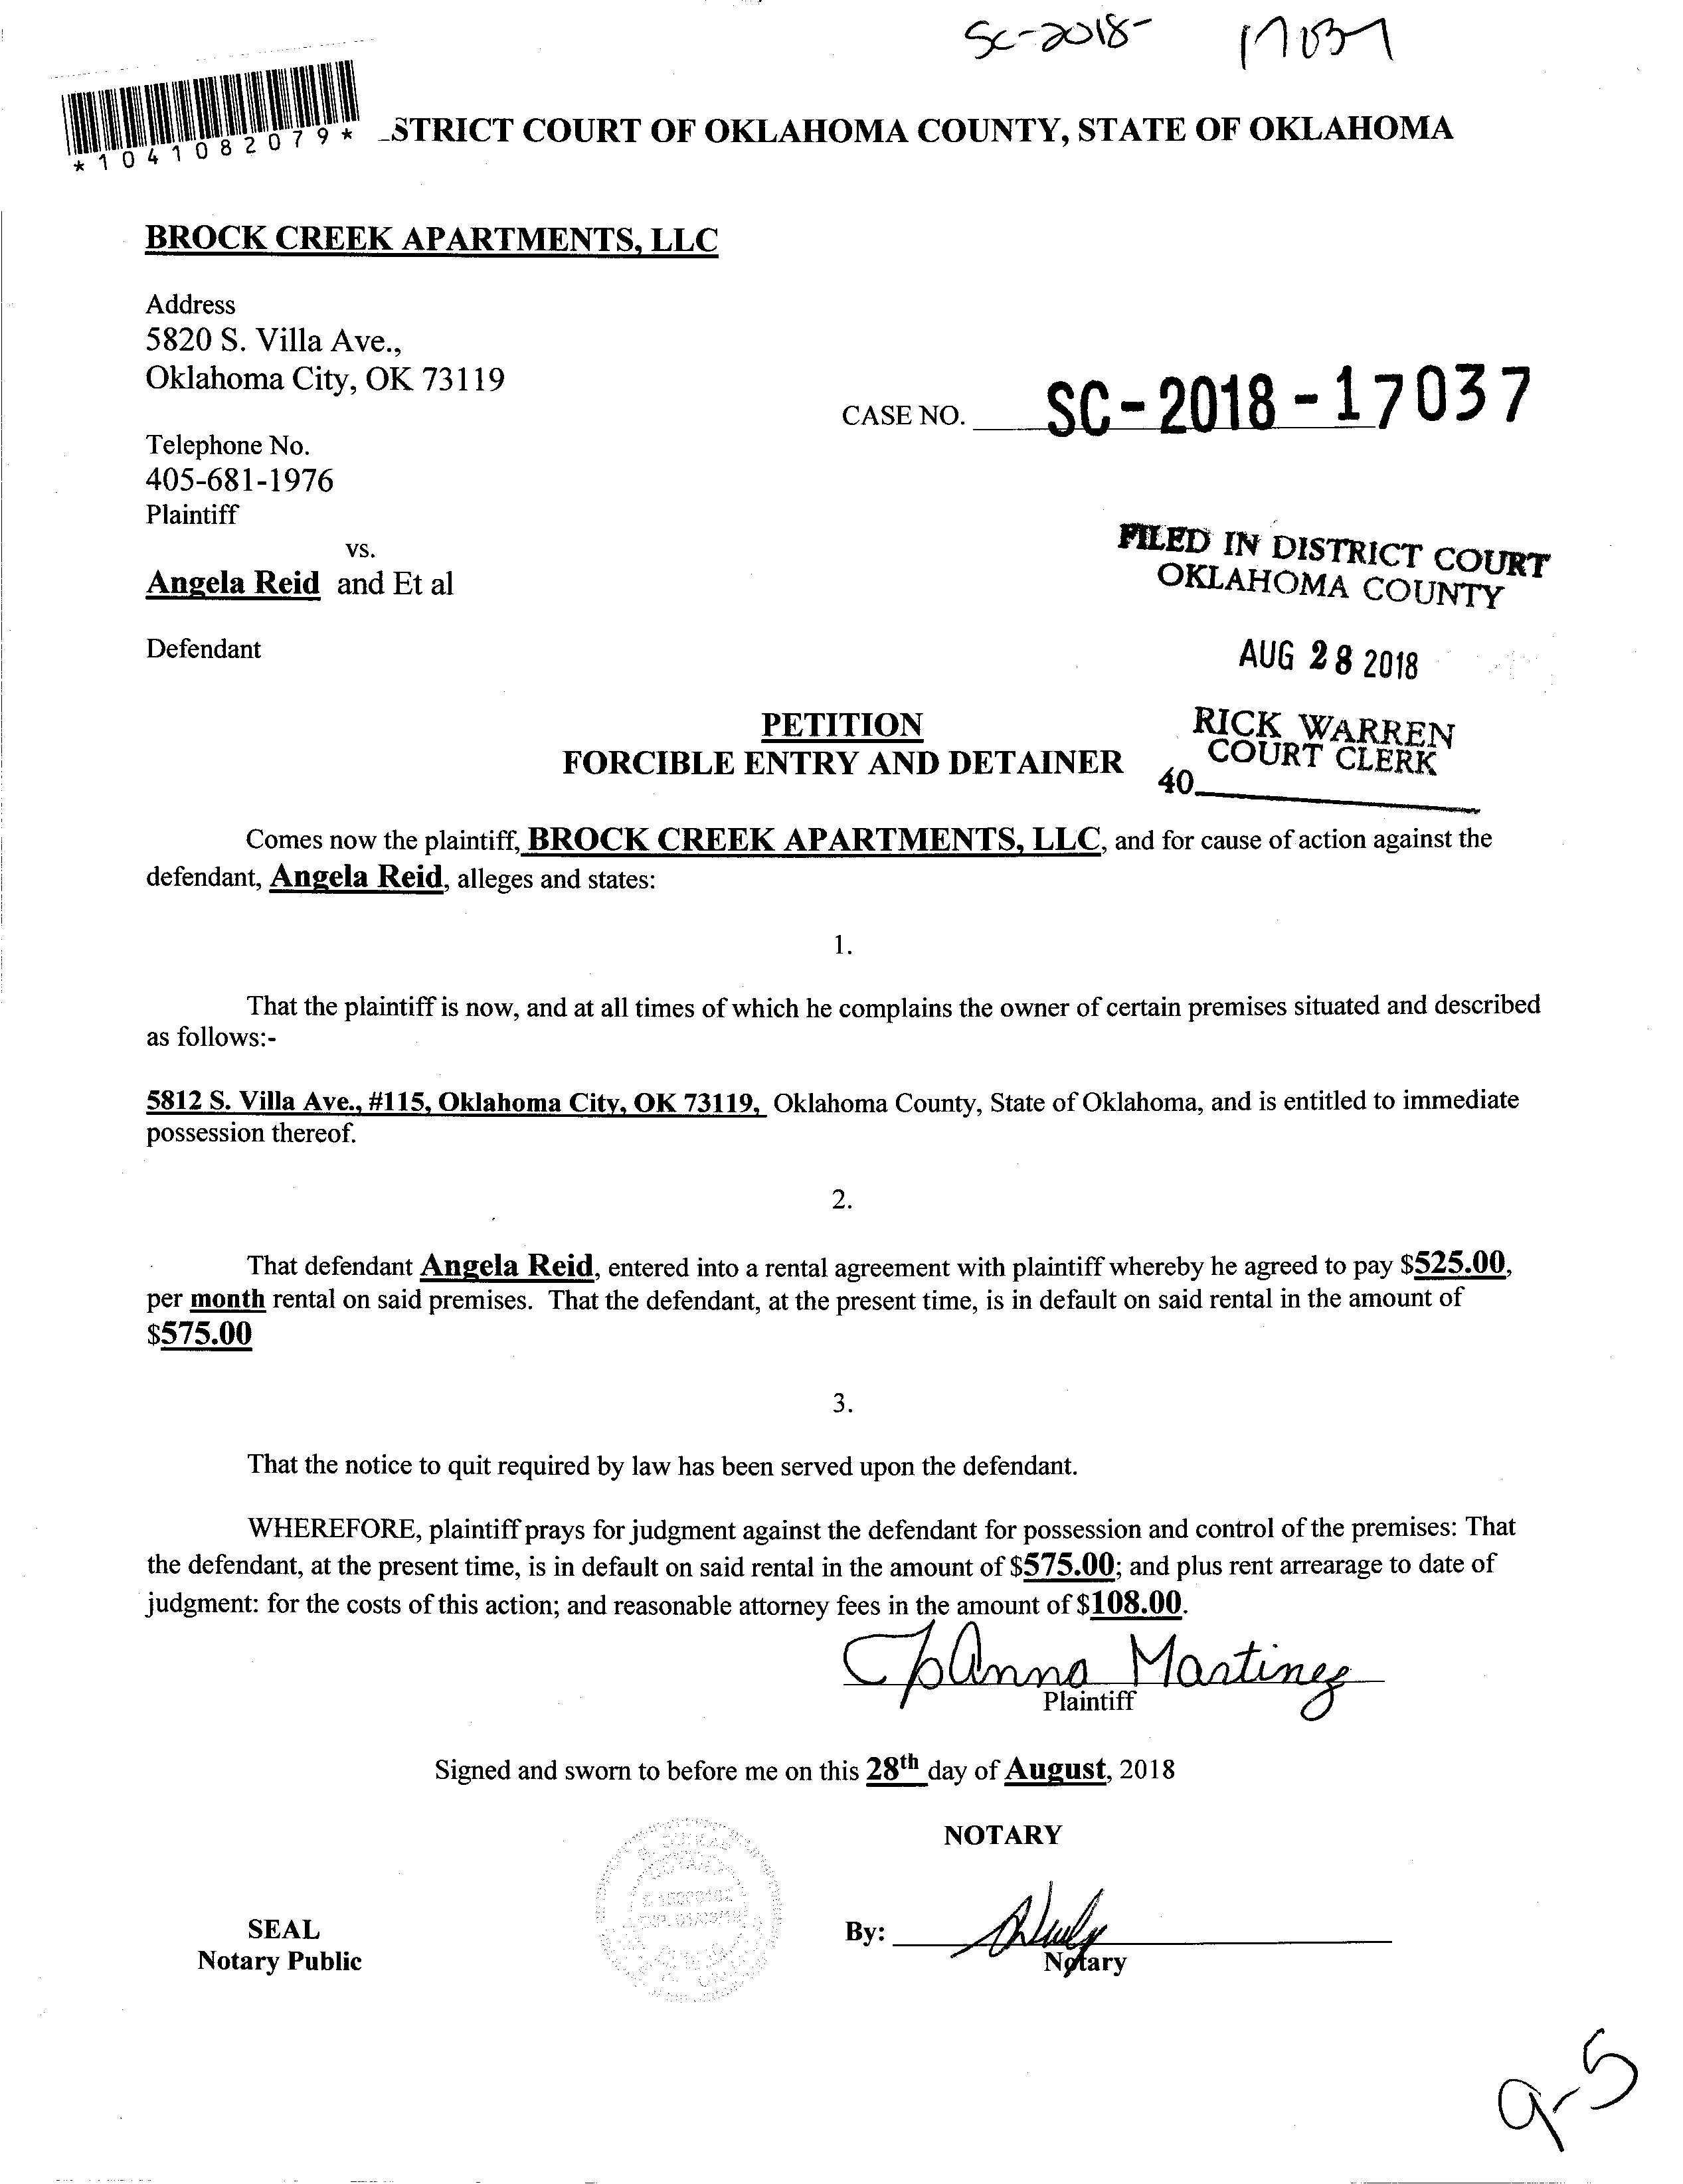 SC-2018- 17037
*1041082079*
STRICT COURT OF OKLAHOMA COUNTY, STATE OF OKLAHOMA
BROCK CREEK APARTMENTS, LLC
Address
5820 S. Villa Ave.,
Oklahoma City, OK 73119
CASE NO. SC-2018-17037
Telephone No.
405-681-1976
Plaintiff
vs.
Angela Reid and Et al
Defendant
FILED IN DISTRICT COURT
OKLAHOMA COUNTY
AUG 28 2018
RICK WARREN
COURT CLERK
40
PETITION
FORCIBLE ENTRY AND DETAINER
Comes now the plaintiff, BROCK CREEK APARTMENTS, LLC, and for cause of action against the
defendant, Angela Reid, alleges and states:
1.
That the plaintiff is now, and at all times of which he complains the owner of certain premises situated and described
as follows:-
5812 S. Villa Ave., #115, Oklahoma City, OK 73119, Oklahoma County, State of Oklahoma, and is entitled to immediate
possession thereof.
2.
That defendant Angela Reid, entered into a rental agreement with plaintiff whereby he agreed to pay $525.00,
per month rental on said premises. That the defendant, at the present time, is in default on said rental in the amount of
$575.00
3.
That the notice to quit required by law has been served upon the defendant.
WHEREFORE, plaintiff prays for judgment against the defendant for possession and control of the premises: That
the defendant, at the present time, is in default on said rental in the amount of $575.00; and plus rent arrearage to date of
judgment: for the costs of this action; and reasonable attorney fees in the amount of $108.00.
Martinez
Plaintiff
Signed and sworn to before me on this 28th day of August, 2018
NOTARY
SEAL
Notary Public
By:
Notary
9-5